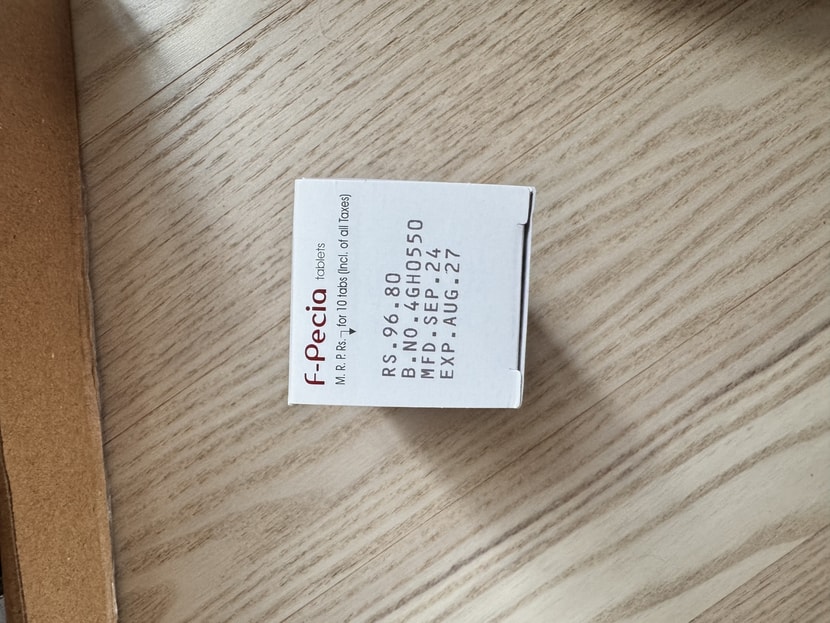 F-Pecia tablets
M. R. P. Rs. for 10 tabs (Incl. of all Taxes)
RS.96.80
B.NO.4GH0550
MFD.SEP.24
EXP.AUG.27